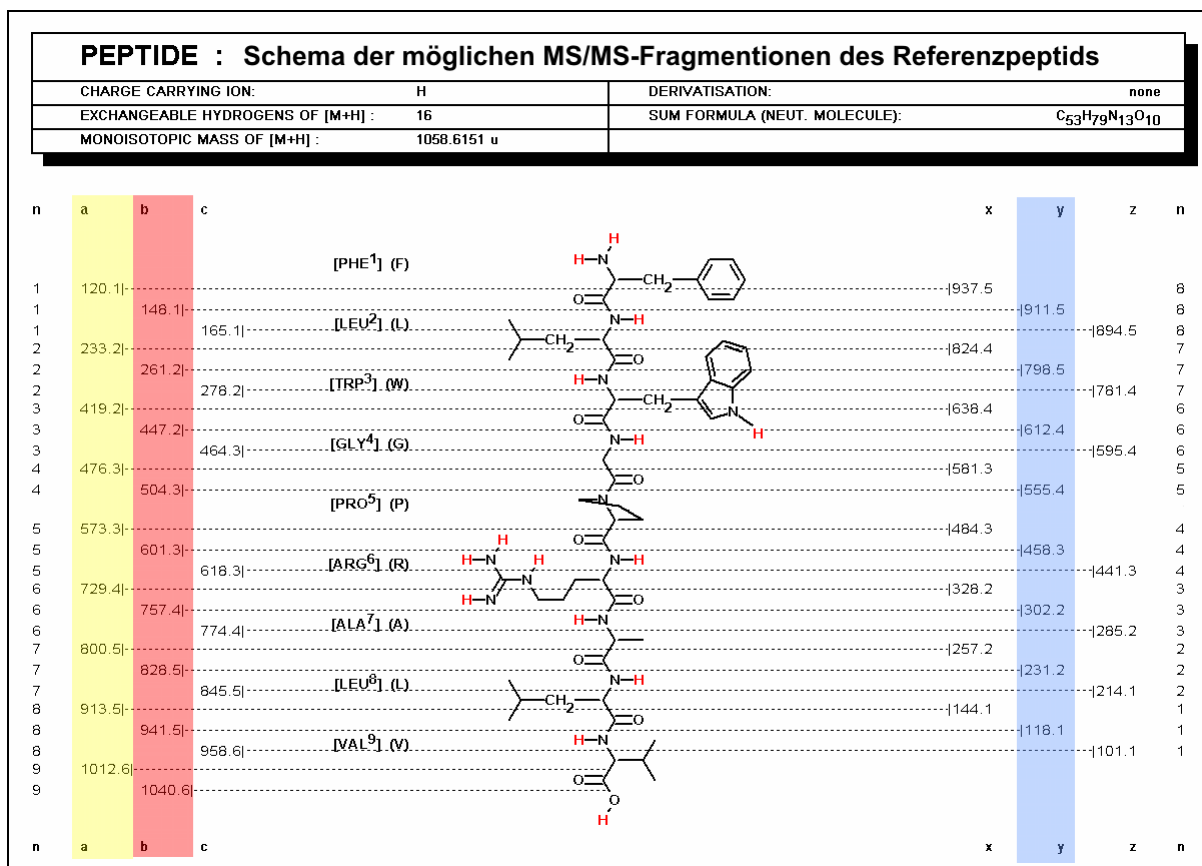 PEPTIDE : Schema der möglichen MS/MS-Fragmentionen des Referenzpeptids
CHARGE CARRYING ION: H DERIVATISATION: none
EXCHANGEABLE HYDROGENS OF [M+H] : 16 SUM FORMULA (NEUT. MOLECULE): C53H79N13O10
MONOISOTOPIC MASS OF [M+H] : 1058.6151 u
n a b c x y z n
H
[PHE1] (F) H N
CH2
1 120.1 937.5 8
O
1 148.1 911.5 8
1 165.1 [LEU2] (L) N H 894.5 8
2 233.2 CH2 824.4 7
O
2 261.2 798.5 7
2 278.2 [TRP3] (W) H N 781.4 7
CH2
3 419.2 638.4 6
O N
3 447.2 H 612.4 6
3 464.3 [GLY4] (G) N H 595.4 6
4 476.3 581.3 5
O
4 504.3 555.4 5
[PRO5] (P) N
5 573.3 484.3 4
H O
5 601.3 458.3 4
H N H N H
5 618.3 [ARG6] (R) N 441.3 4
6 729.4 328.2 3
H N O
6 757.4 302.2 3
6 774.4 [ALA7] (A) H N 285.2 3
7 800.5 257.2 2
O
7 828.5 231.2 2
7 845.5 [LEU8] (L) N H 214.1 2
CH2
8 913.5 144.1 1
O
8 941.5 118.1 1
8 958.6 [VAL9] (V) H N 101.1 1
9 1012.6
O
9 1040.6
O
H
n a b c x y z n